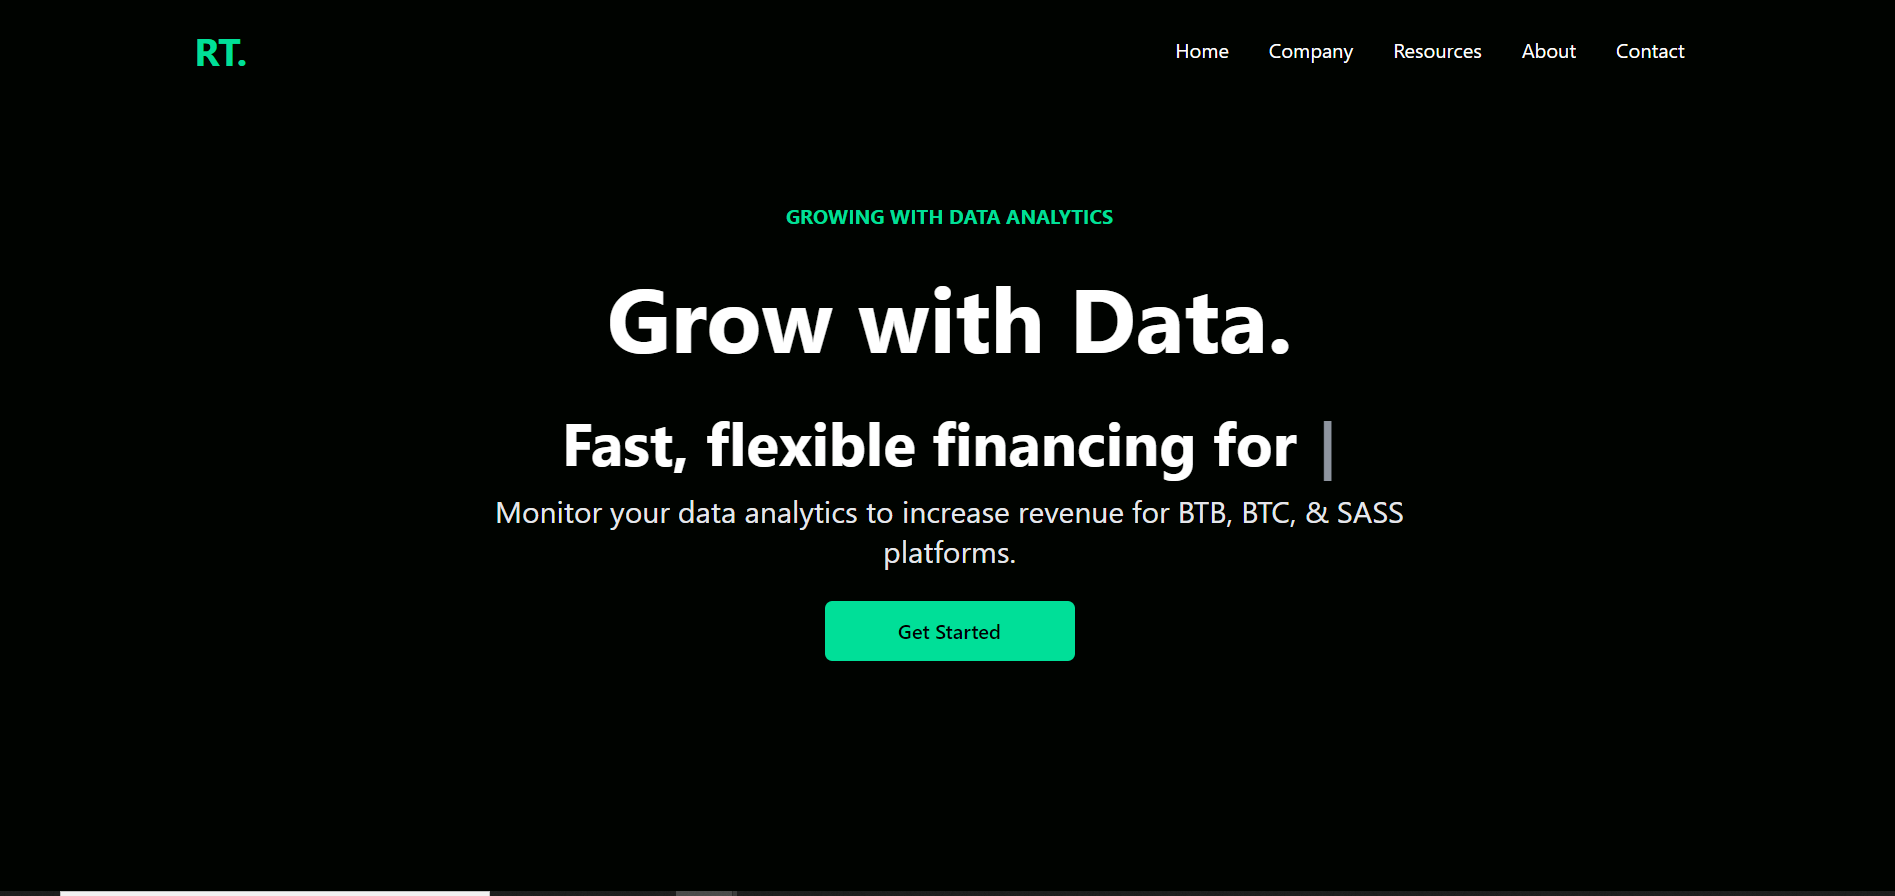 RT.
Home Company Resources About Contact
GROWING WITH DATA ANALYTICS
Grow with Data.
Fast, flexible financing for |
Monitor your data analytics to increase revenue for BTB, BTC, & SASS
platforms.
Get Started